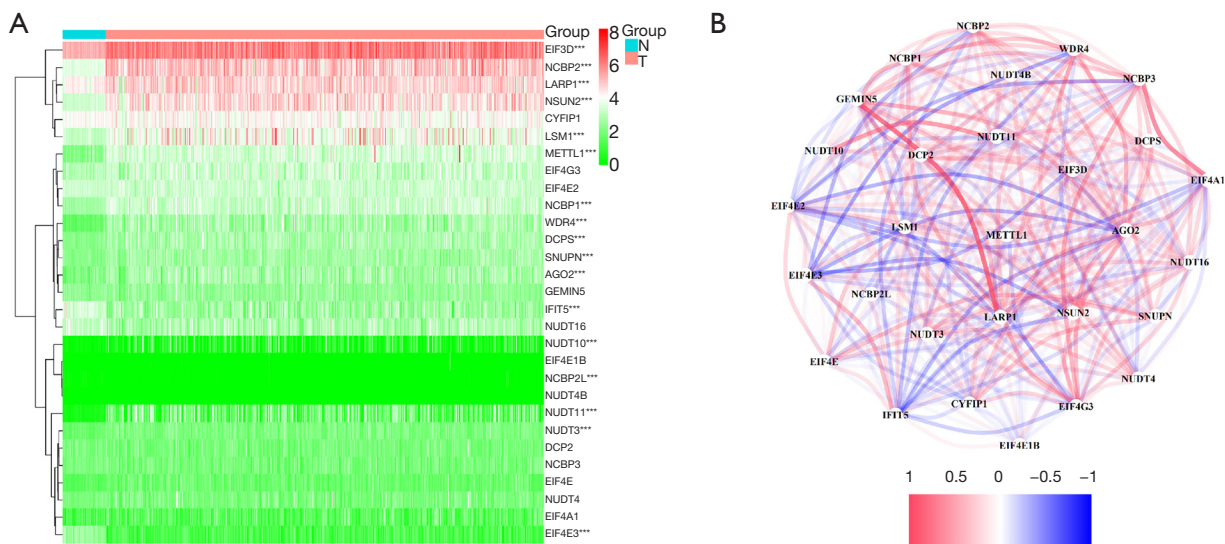 A
Group
EIF3D***
NCBP2***
LARP1***
NSUN2***
CYFIP1
LSM1***
METTL1***
EIF4G3
EIF4E2
NCBP1***
WDR4***
DCPS***
SNUPN***
AGO2***
GEMIN5
IFIT5***
NUDT16
NUDT10***
EIF4E1B
NCBP2L***
NUDT4B
NUDT11***
NUDT3***
DCP2
NCBP3
EIF4E
NUDT4
EIF4A1
EIF4E3***
8
6
4
2
0
Group
N
T
B
NCBP2
WDR4
NCBP1
NUDT4B
NCBP3
GEMIN5
NUDT11
DCPS
NUDT10
DCP2
EIF3D
EIF4A1
EIF4E2
LSM1
METTL1
AGO2
NUDT16
EIF4E3
NCBP2L
LARP1
NSUN2
SNUPN
NUDT3
EIF4E
NUDT4
IFIT5
CYFIP1
EIF4G3
EIF4E1B
1 0.5 0 −0.5 −1